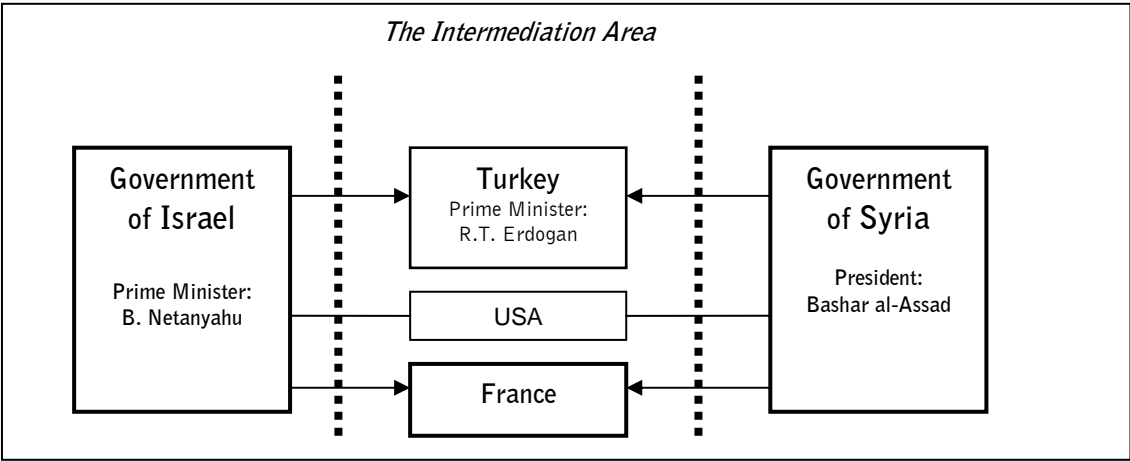 The Intermediation Area
Government
of Israel
Prime Minister:
B. Netanyahu
Turkey
Prime Minister:
R.T. Erdogan
USA
France
Government
of Syria
President:
Bashar al-Assad